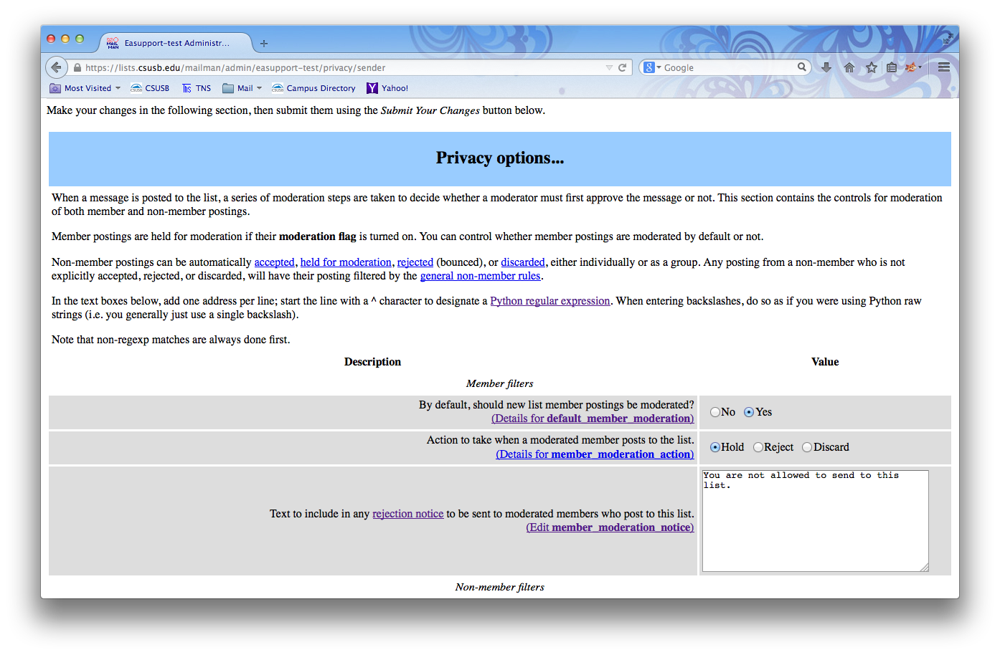 Easupport-test Administr...
https://lists.csusb.edu/mailman/admin/easupport-test/privacy/sender
Google
Most Visited CSUSB TNS Mail Campus Directory Yahoo!
Make your changes in the following section, then submit them using the Submit Your Changes button below.
Privacy options...
When a message is posted to the list, a series of moderation steps are taken to decide whether a moderator must first approve the message or not. This section contains the controls for moderation
of both member and non-member postings.
Member postings are held for moderation if their moderation flag is turned on. You can control whether member postings are moderated by default or not.
Non-member postings can be automatically accepted, held for moderation, rejected (bounced), or discarded, either individually or as a group. Any posting from a non-member who is not
explicitly accepted, rejected, or discarded, will have their posting filtered by the general non-member rules.
In the text boxes below, add one address per line; start the line with a ^ character to designate a Python regular expression. When entering backslashes, do so as if you were using Python raw
strings (i.e. you generally just use a single backslash).
Note that non-regexp matches are always done first.
Description Value
Member filters
By default, should new list member postings be moderated?
(Details for default_member_moderation)
No Yes
Action to take when a moderated member posts to the list.
(Details for member_moderation_action)
Hold Reject Discard
Text to include in any rejection notice to be sent to moderated members who post to this list.
(Edit member_moderation_notice)
You are not allowed to send to this
list.
Non-member filters